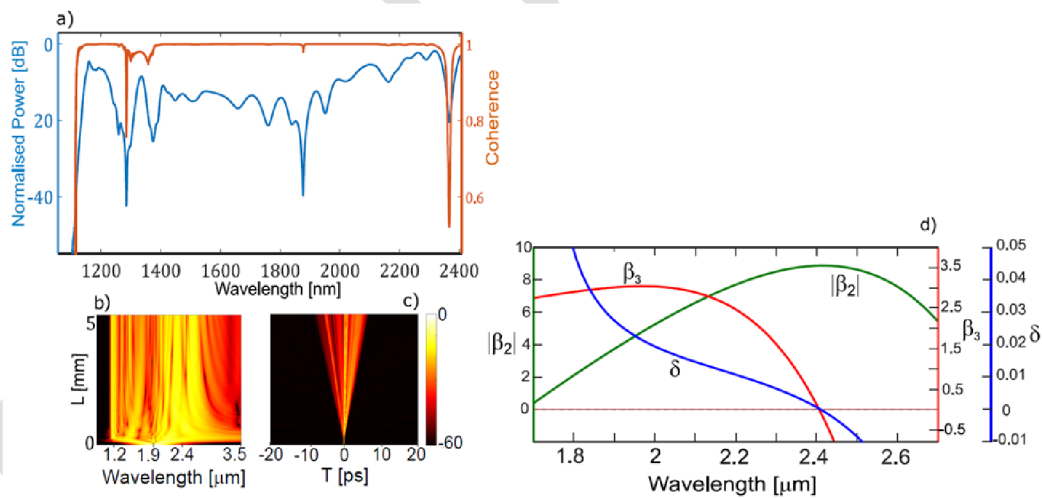 a)
Normalised Power [dB]
0
20
-40
1
0.8
0.6
Coherence
1200 1400 1600 1800 2000 2200 2400
Wavelength [nm]
b)
L [mm]
5
0
1.2 1.9 2.4 3.5
Wavelength [μm]
c)
0
-60
-20 -10 0 10 20
T [ps]
d)
|β₂|
10
8
6
4
2
0
β₃
|β₂|
δ
3.5
2.5
1.5
0.5
-0.5
β₃
0.05
0.04
0.03
0.02
0.01
0
-0.01
δ
1.8 2 2.2 2.4 2.6
Wavelength [μm]